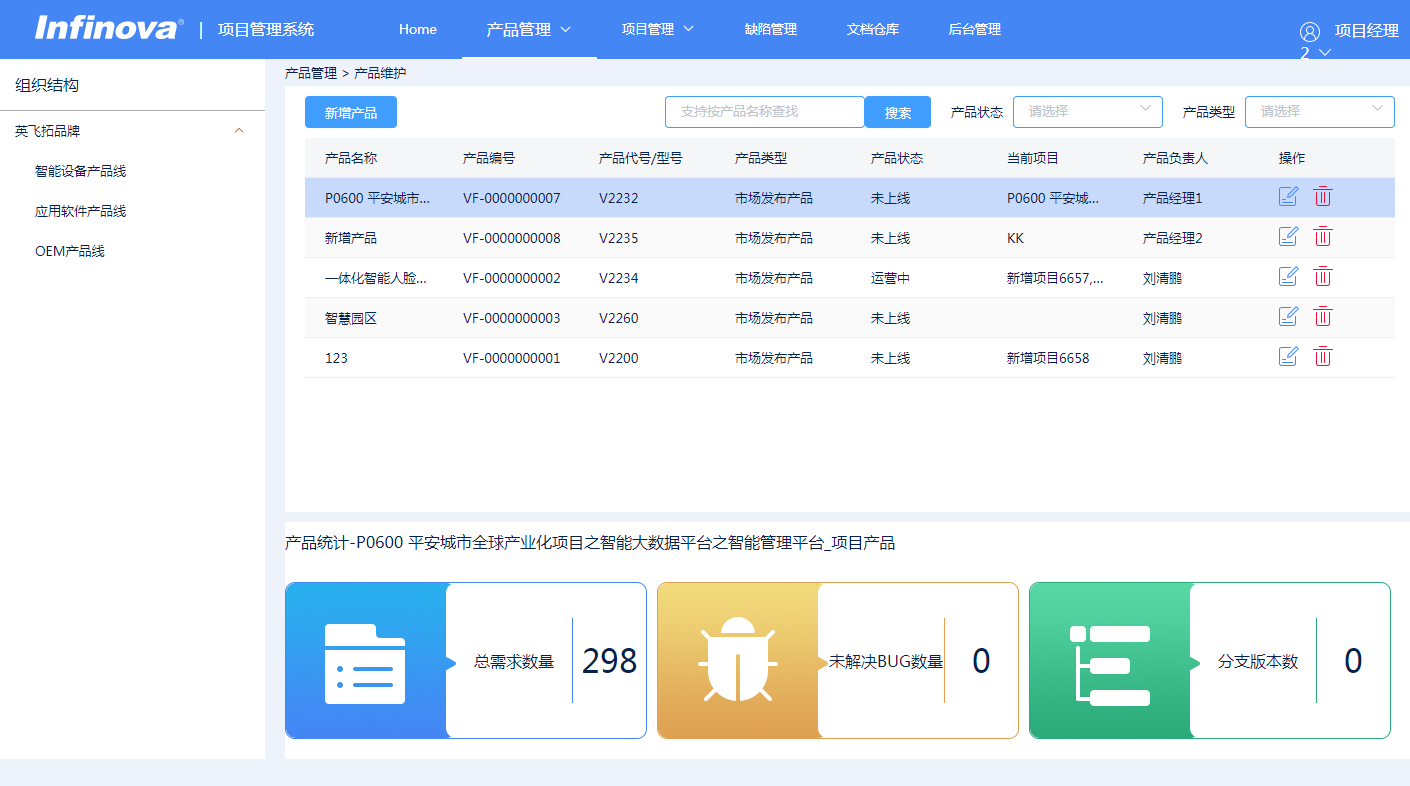 Infinova® | 项目管理系统 Home 产品管理 项目管理 缺陷管理 文档仓库 后台管理 项目经理
2
组织结构
英飞拓品牌
智能设备产品线
应用软件产品线
OEM产品线
产品管理 > 产品维护
新增产品 支持按产品名称查找 搜索 产品状态 请选择 产品类型 请选择
产品名称 产品编号 产品代号/型号 产品类型 产品状态 当前项目 产品负责人 操作
P0600 平安城市... VF-0000000007 V2232 市场发布产品 未上线 P0600 平安城... 产品经理1
新增产品 VF-0000000008 V2235 市场发布产品 未上线 KK 产品经理2
一体化智能人脸... VF-0000000002 V2234 市场发布产品 运营中 新增项目6657,... 刘清鹏
智慧园区 VF-0000000003 V2260 市场发布产品 未上线 刘清鹏
123 VF-0000000001 V2200 市场发布产品 未上线 新增项目6658 刘清鹏
产品统计-P0600 平安城市全球产业化项目之智能大数据平台之智能管理平台_项目产品
总需求数量 298
未解决BUG数量 0
分支版本数 0